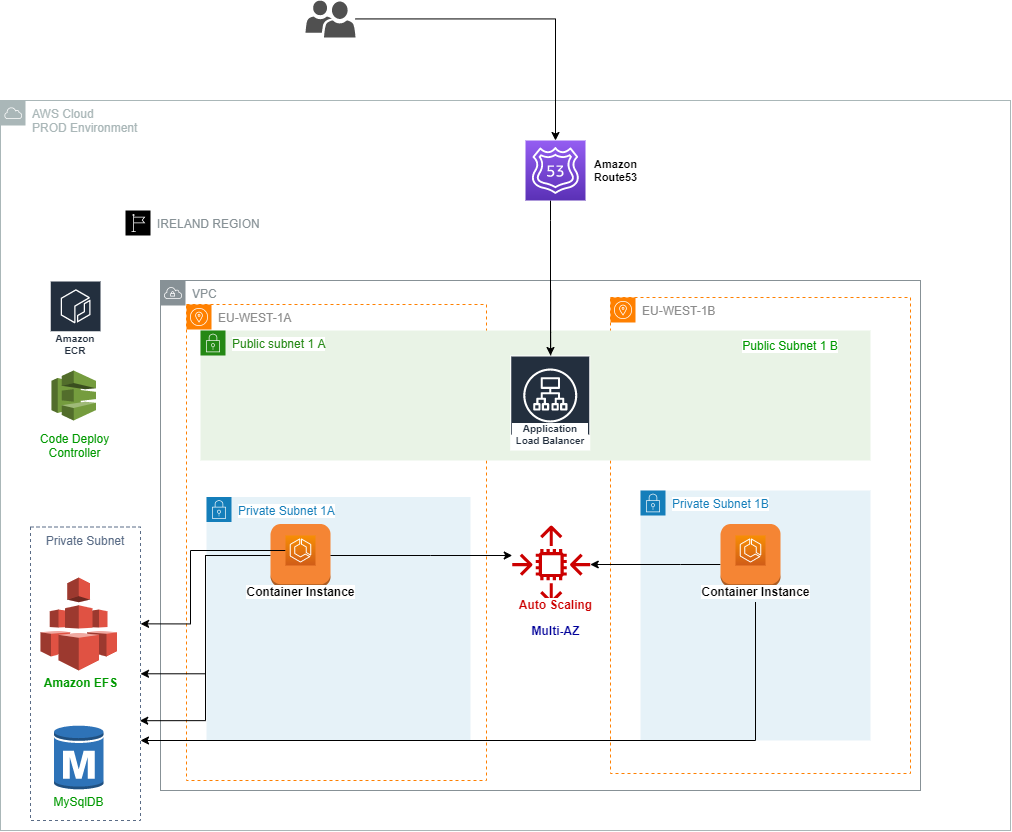 AWS Cloud
PROD Environment
53
Amazon
Route53
IRELAND REGION
VPC
EU-WEST-1A
EU-WEST-1B
Amazon
ECR
Public subnet 1 A
Public Subnet 1 B
Code Deploy
Controller
Application
Load Balancer
Private Subnet 1A
Private Subnet 1B
Private Subnet
Container Instance
Container Instance
Auto Scaling
Multi-AZ
Amazon EFS
M
MySqlDB